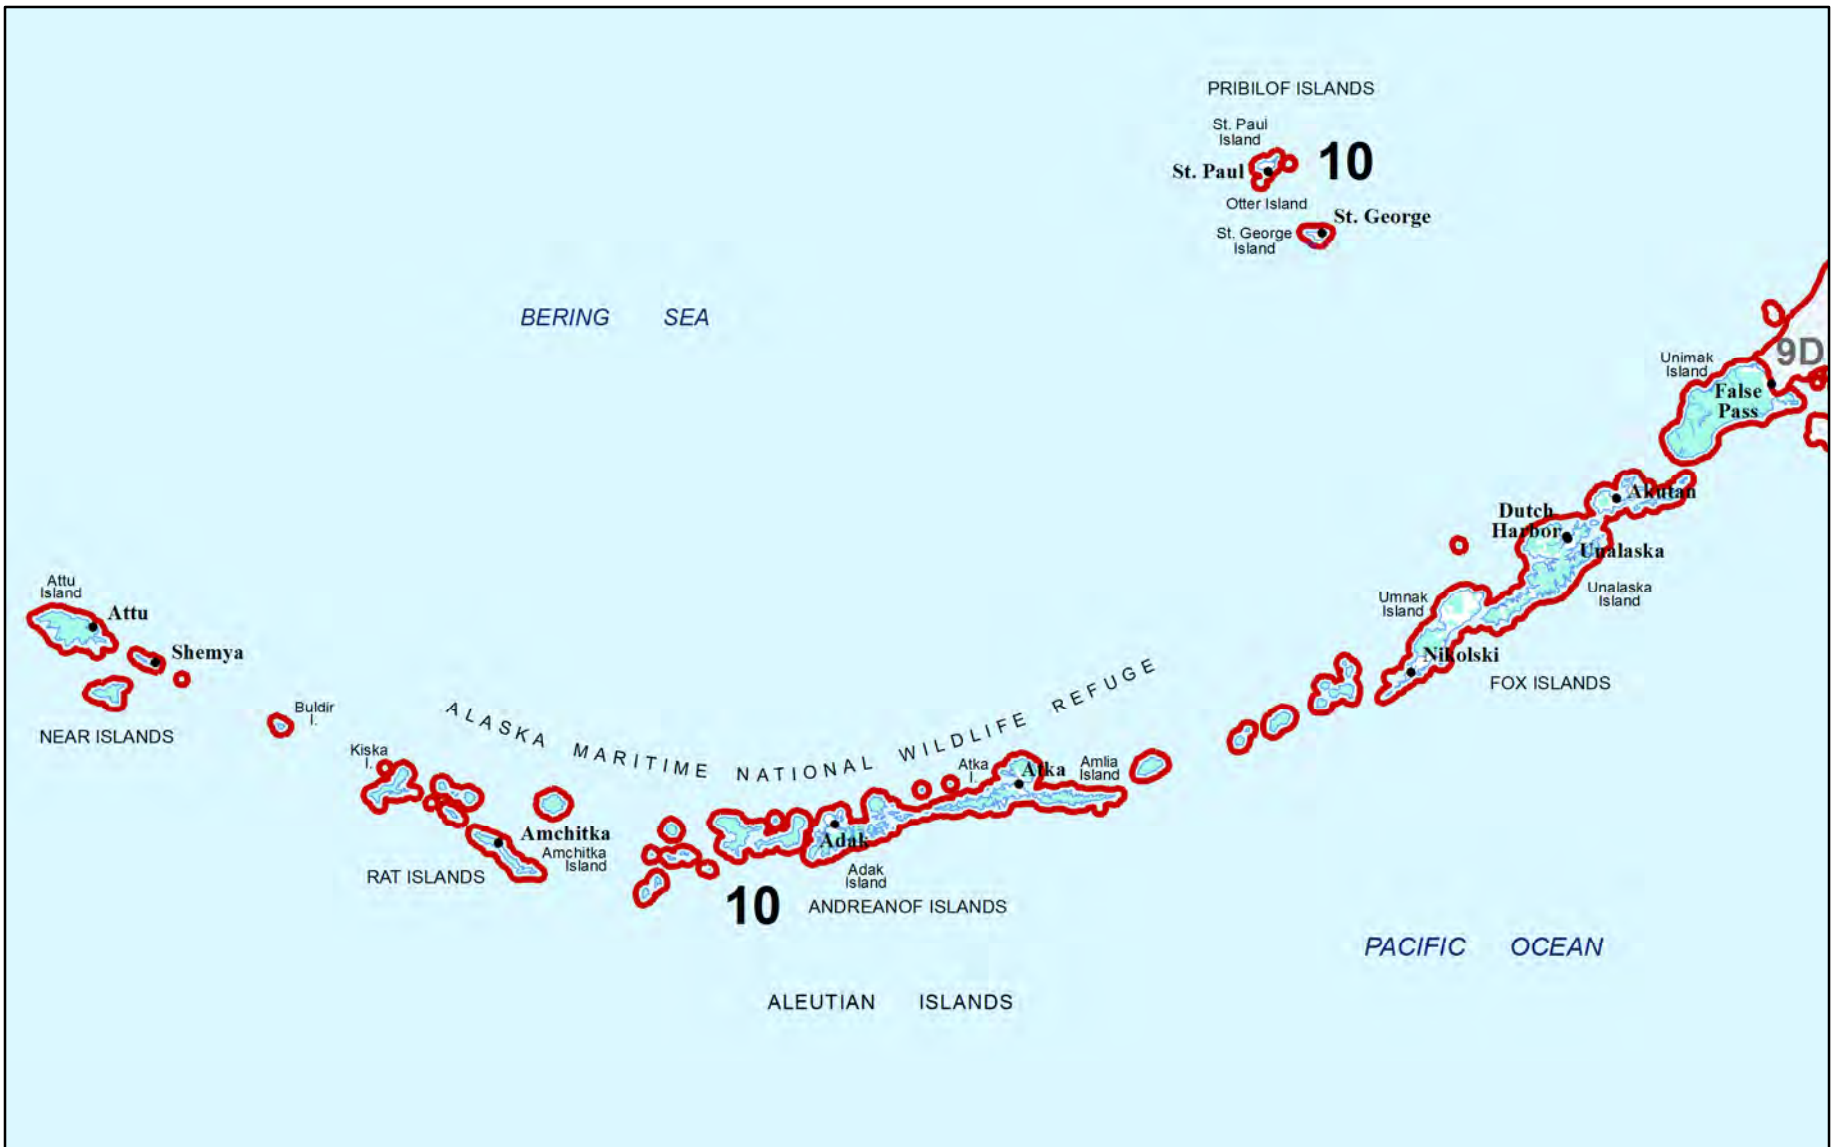 PRIBILOF ISLANDS
St. Paul
Island
10
St. Paul
Otter Island
St. George
St. George
Island
BERING SEA
9D
Unimak
Island
False
Pass
Akutan
Dutch
Harbor
Unalaska
Unalaska
Island
Umnak
Island
Nikolski
FOX ISLANDS
Attu
Island
Attu
Shemya
NEAR ISLANDS
Buldir
I.
Kiska
I.
ALASKA MARITIME NATIONAL WILDLIFE REFUGE
Atka
I.
Atka
Amlia
Island
Amchitka
Amchitka
Island
RAT ISLANDS
Adak
Adak
Island
10
ANDREANOF ISLANDS
PACIFIC OCEAN
ALEUTIAN ISLANDS